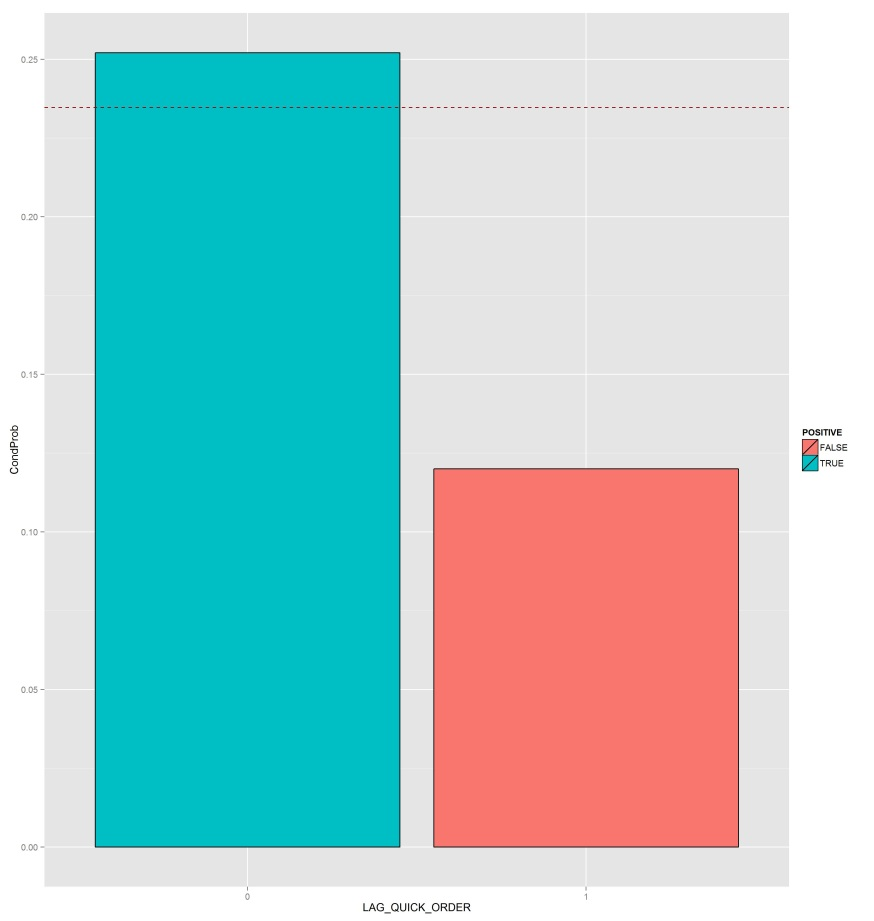 0.25
0.20
0.15
0.10
0.05
0.00
CondProb
0
1
LAG_QUICK_ORDER
POSITIVE
FALSE
TRUE